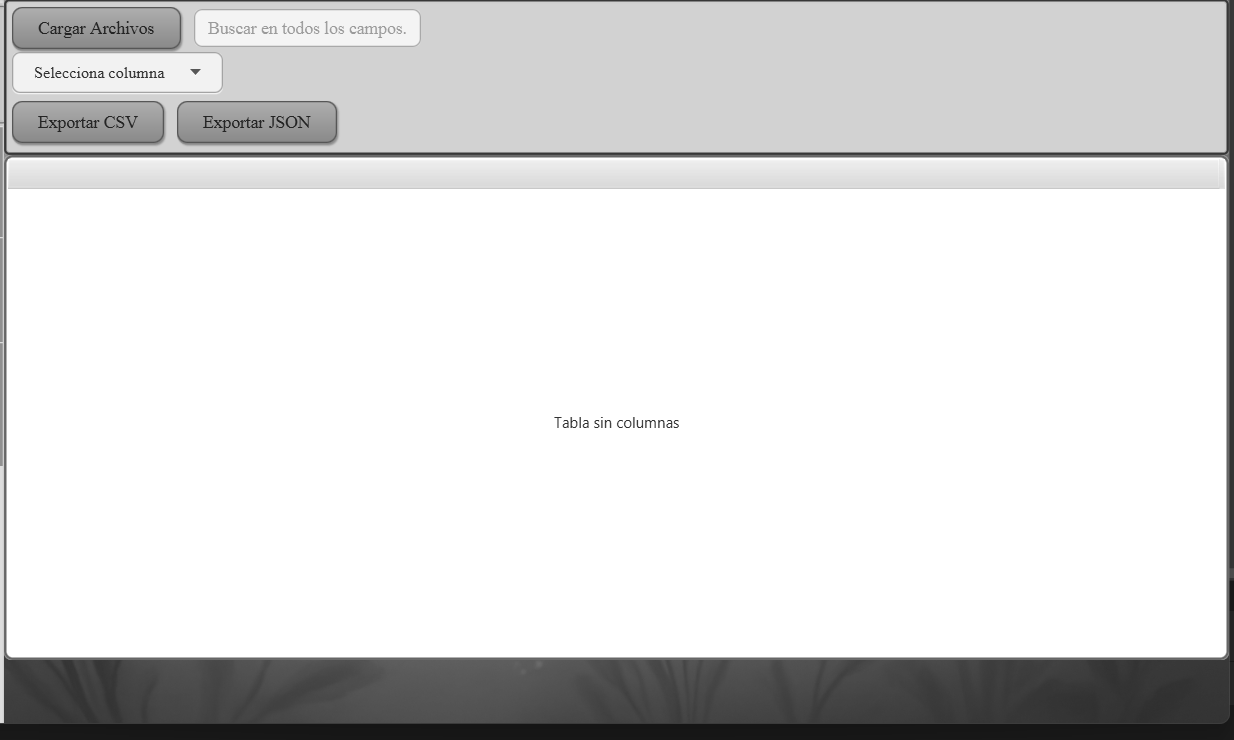 Cargar Archivos
Buscar en todos los campos.
Selecciona columna
Exportar CSV
Exportar JSON
Tabla sin columnas